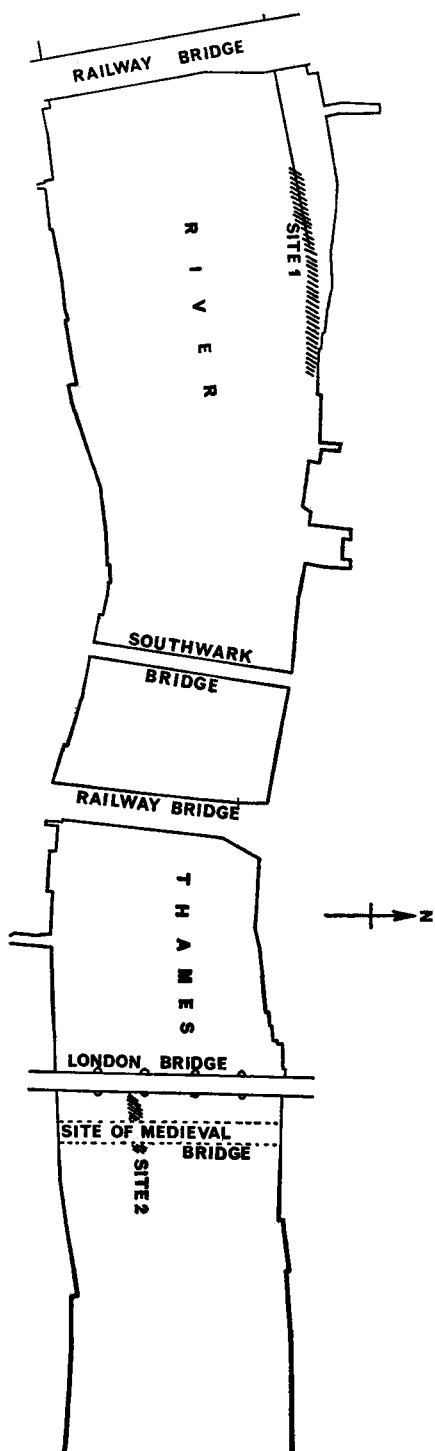 RAILWAY BRIDGE
SITE 1
RIVER
SOUTHWARK
BRIDGE
RAILWAY BRIDGE
THAMES
N
LONDON BRIDGE
SITE OF MEDIEVAL
BRIDGE
SITE 2